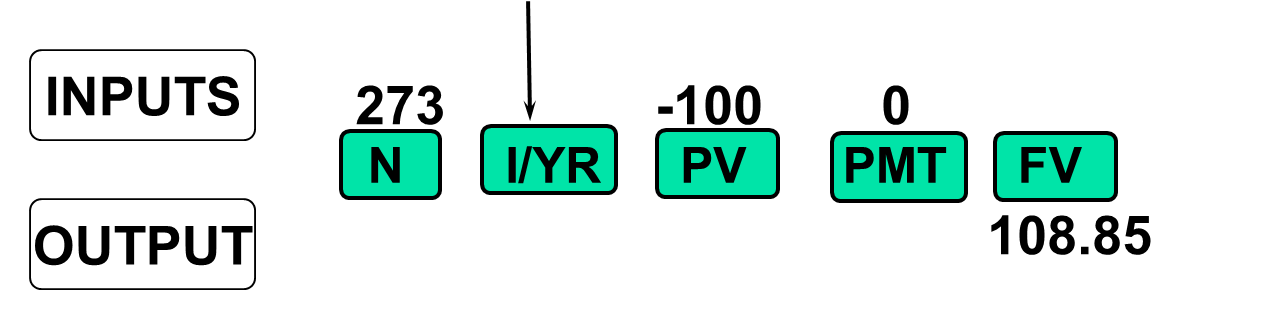 INPUTS
273 -100 0
N I/YR PV PMT FV
OUTPUT
108.85